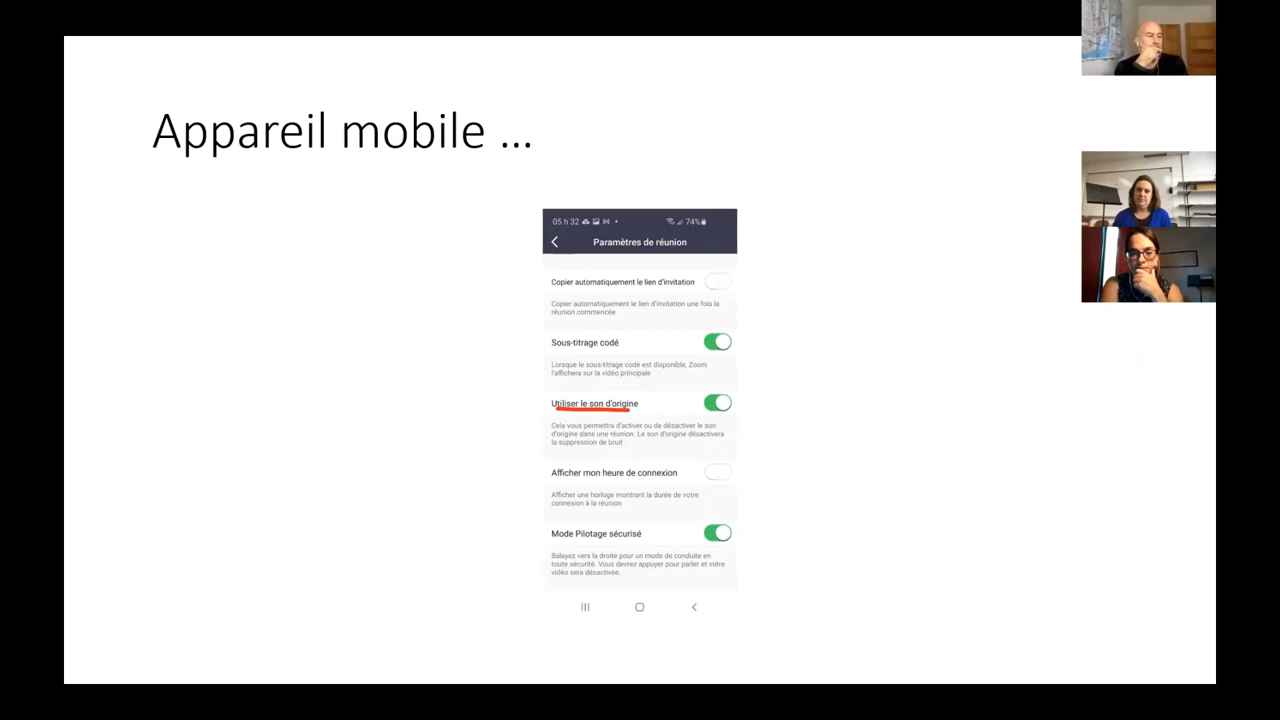 Appareil mobile ...
05 h 32
74%
Paramètres de réunion
Copier automatiquement le lien d'invitation
Copier automatiquement le lien d'invitation une fois la
réunion commencée
Sous-titrage codé
Lorsque le sous-titrage codé est disponible, Zoom
l'affichera sur la vidéo principale
Utiliser le son d'origine
Cela vous permettra d'activer ou de désactiver le son
d'origine dans une réunion. Le son d'origine désactivera
la suppression de bruit
Afficher mon heure de connexion
Afficher une horloge montrant la durée de votre
connexion à la réunion
Mode Pilotage sécurisé
Balayez vers la droite pour un mode de conduite en
toute sécurité. Vous devrez appuyer pour parler et votre
vidéo sera désactivée.